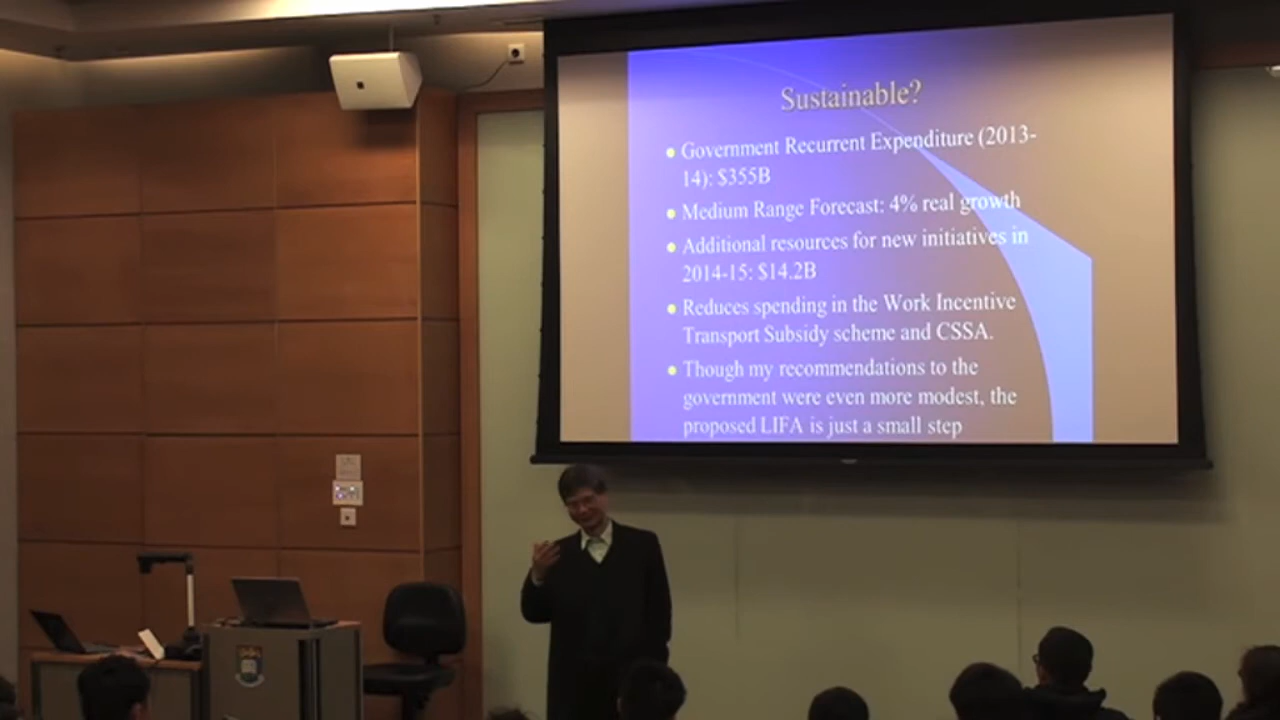 Sustainable?
Government Recurrent Expenditure (2013-
14): $355B
Medium Range Forecast: 4% real growth
Additional resources for new initiatives in
2014-15: $14.2B
Reduces spending in the Work Incentive
Transport Subsidy scheme and CSSA.
Though my recommendations to the
government were even more modest, the
proposed LIFA is just a small step